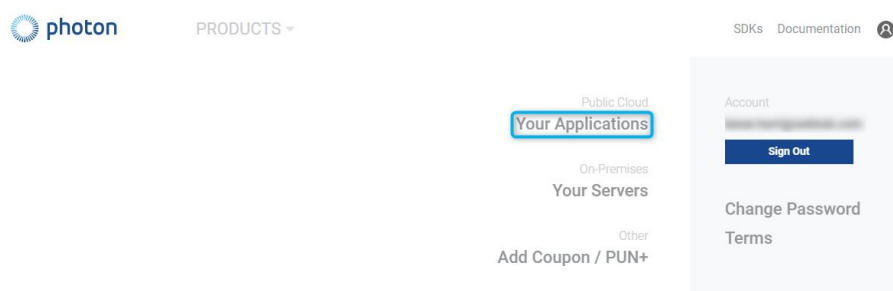 photon
PRODUCTS
SDKs Documentation
Public Cloud
Your Applications
On-Premises
Your Servers
Other
Add Coupon / PUN+
Account
Sign Out
Change Password
Terms